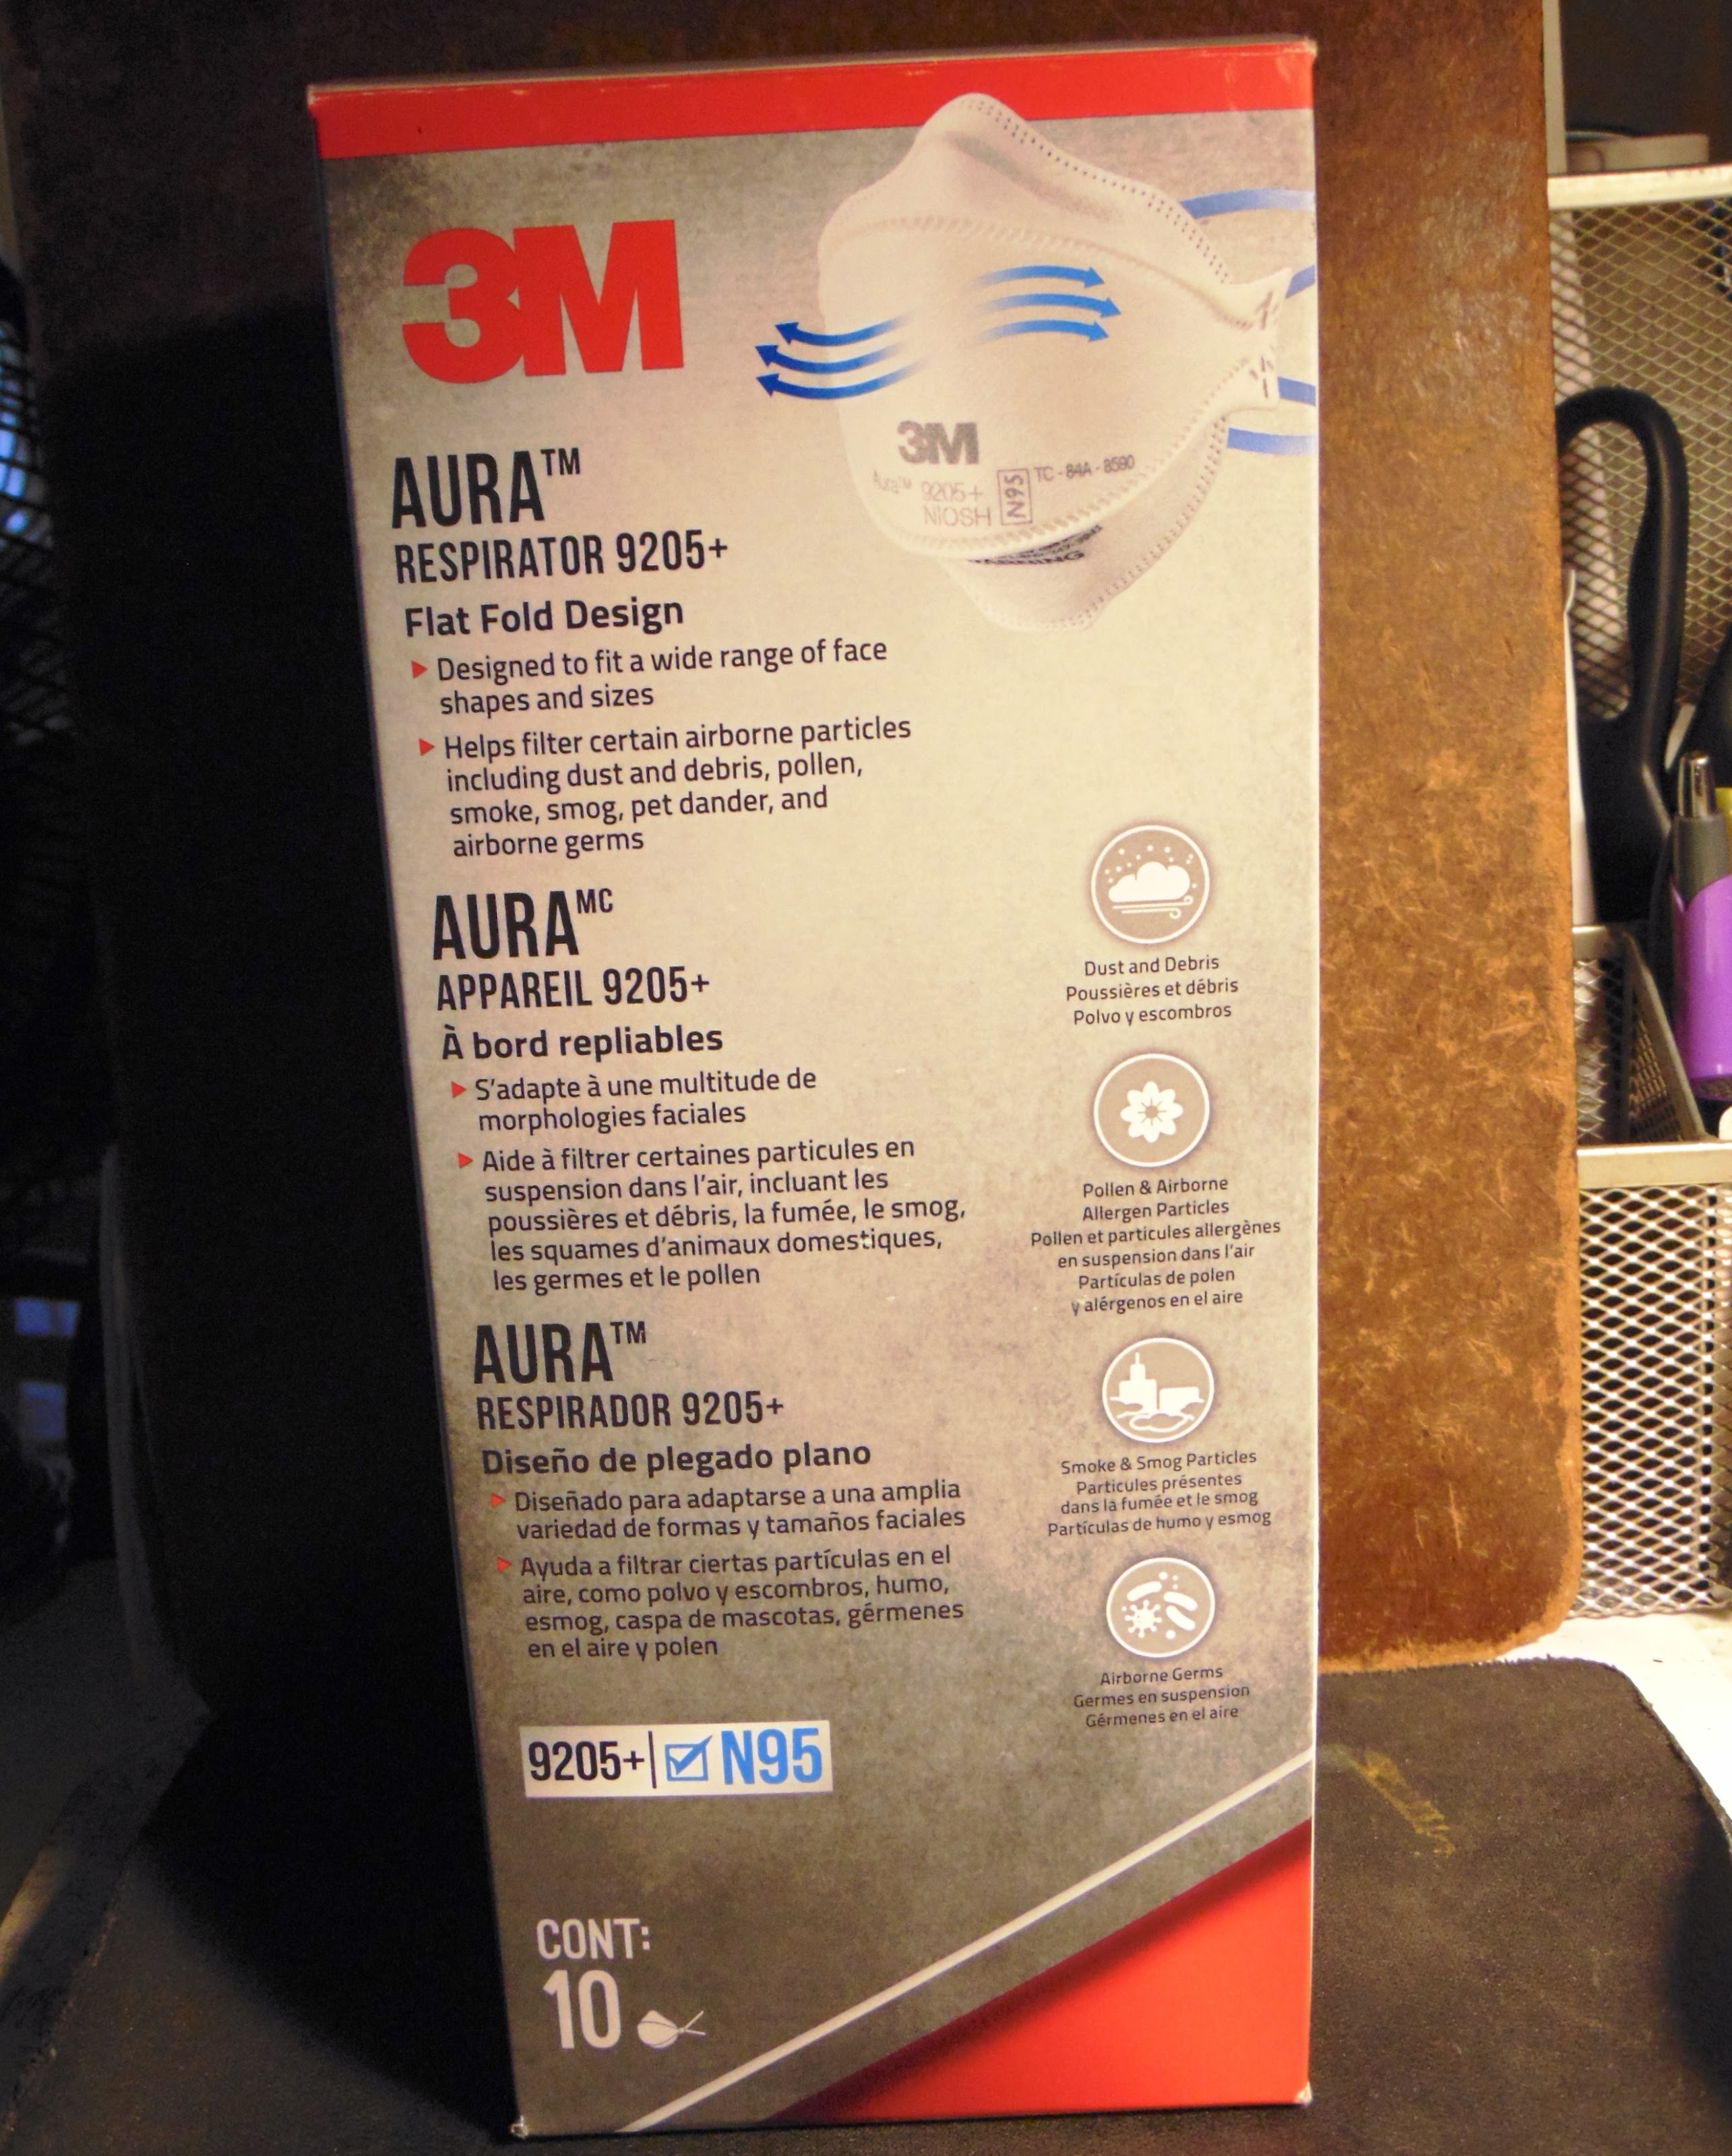 3M
3M
Aura™ 9205+
NIOSH
N95
TC - 84A - 8590
AURA™
RESPIRATOR 9205+
Flat Fold Design
Designed to fit a wide range of face
shapes and sizes
Helps filter certain airborne particles
including dust and debris, pollen,
smoke, smog, pet dander, and
airborne germs
AURAMC
APPAREIL 9205+
À bord repliables
S'adapte à une multitude de
morphologies faciales
Aide à filtrer certaines particules en
suspension dans l'air, incluant les
poussières et débris, la fumée, le smog,
les squames d'animaux domestiques,
les germes et le pollen
AURA™
RESPIRADOR 9205+
Diseño de plegado plano
Diseñado para adaptarse a una amplia
variedad de formas y tamaños faciales
Ayuda a filtrar ciertas partículas en el
aire, como polvo y escombros, humo,
esmog, caspa de mascotas, gérmenes
en el aire y polen
Dust and Debris
Poussières et débris
Polvo y escombros
Pollen & Airborne
Allergen Particles
Pollen et particules allergènes
en suspension dans l'air
Partículas de polen
y alérgenos en el aire
Smoke & Smog Particles
Particules présentes
dans la fumée et le smog
Partículas de humo y esmog
Airborne Germs
Germes en suspension
Gérmenes en el aire
9205+ N95
CONT:
10